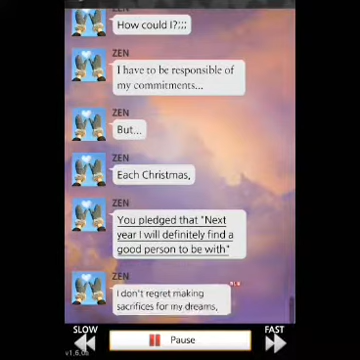 ZEN
How could I?;;;
ZEN
I have to be responsible of
my commitments...
ZEN
But...
ZEN
Each Christmas,
ZEN
You pledged that "Next
year I will definitely find a
good person to be with"
ZEN
I don't regret making
sacrifices for my dreams,
SLOW
Pause
FAST